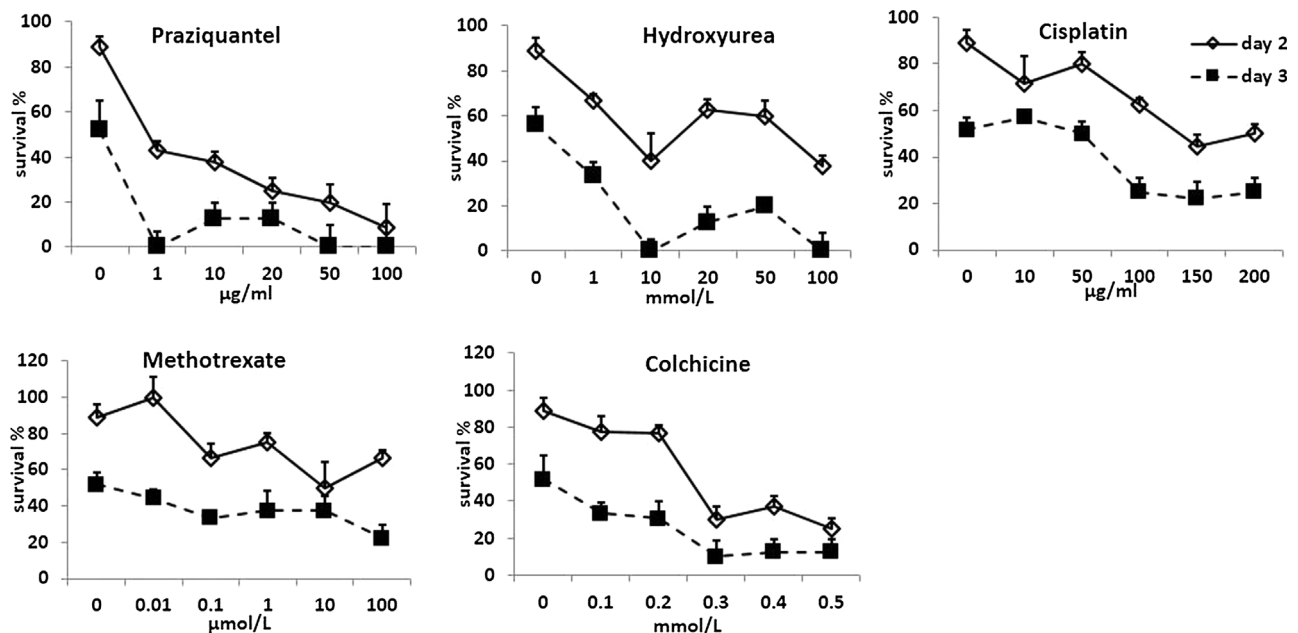 Praziquantel
survival %
100
80
60
40
20
0
0 1 10 20 50 100
µg/ml
Hydroxyurea
survival %
100
80
60
40
20
0
0 1 10 20 50 100
mmol/L
Cisplatin
survival %
100
80
60
40
20
0
0 10 50 100 150 200
µg/ml
day 2
day 3
Methotrexate
survival %
120
100
80
60
40
20
0
0 0.01 0.1 1 10 100
µmol/L
Colchicine
survival %
120
100
80
60
40
20
0
0 0.1 0.2 0.3 0.4 0.5
mmol/L